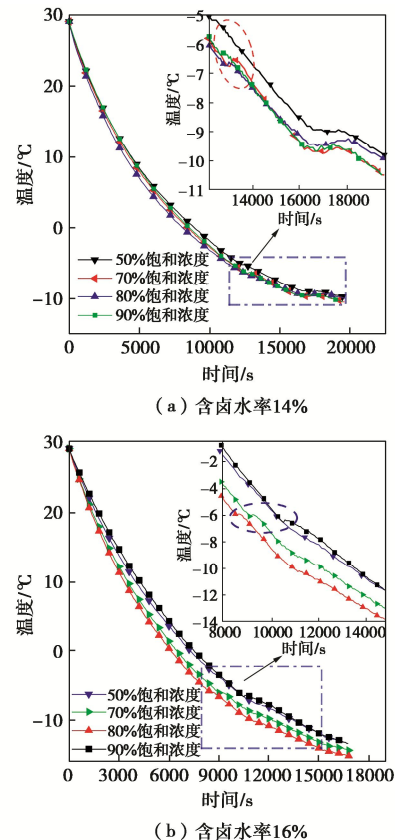 30
20
10
0
−10
温度/℃
0
5000
10000
15000
20000
时间/s
50%饱和浓度
70%饱和浓度
80%饱和浓度
90%饱和浓度
−5
−6
−7
−8
−9
−10
−11
温度/℃
14000
16000
18000
时间/s
(a) 含卤水率14%
30
20
10
0
−10
温度/℃
0
3000
6000
9000
12000
15000
18000
时间/s
50%饱和浓度
70%饱和浓度
80%饱和浓度
90%饱和浓度
−2
−4
−6
−8
−10
−12
−14
温度/℃
8000
10000
12000
14000
时间/s
(b) 含卤水率16%